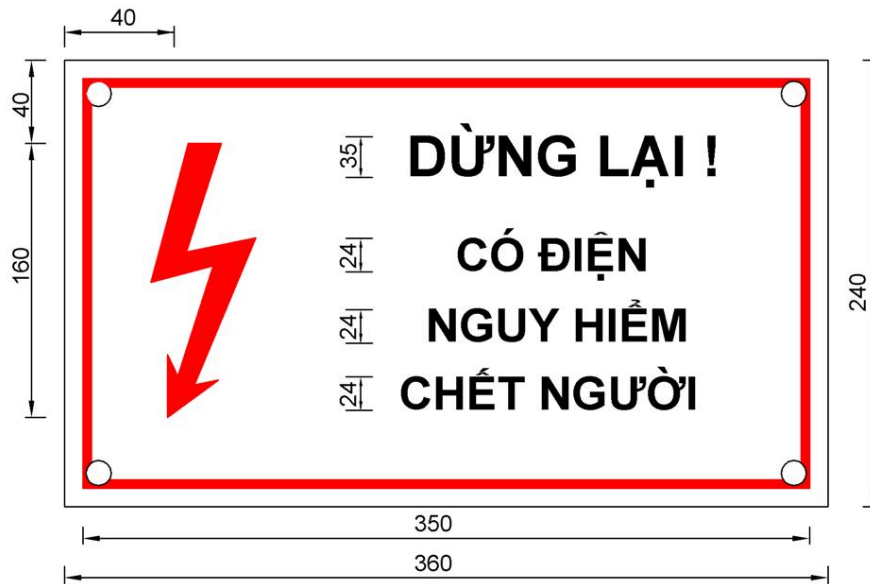 40
40
35
DỪNG LẠI !
160
24
CÓ ĐIỆN
240
24
NGUY HIỂM
24
CHẾT NGƯỜI
350
360